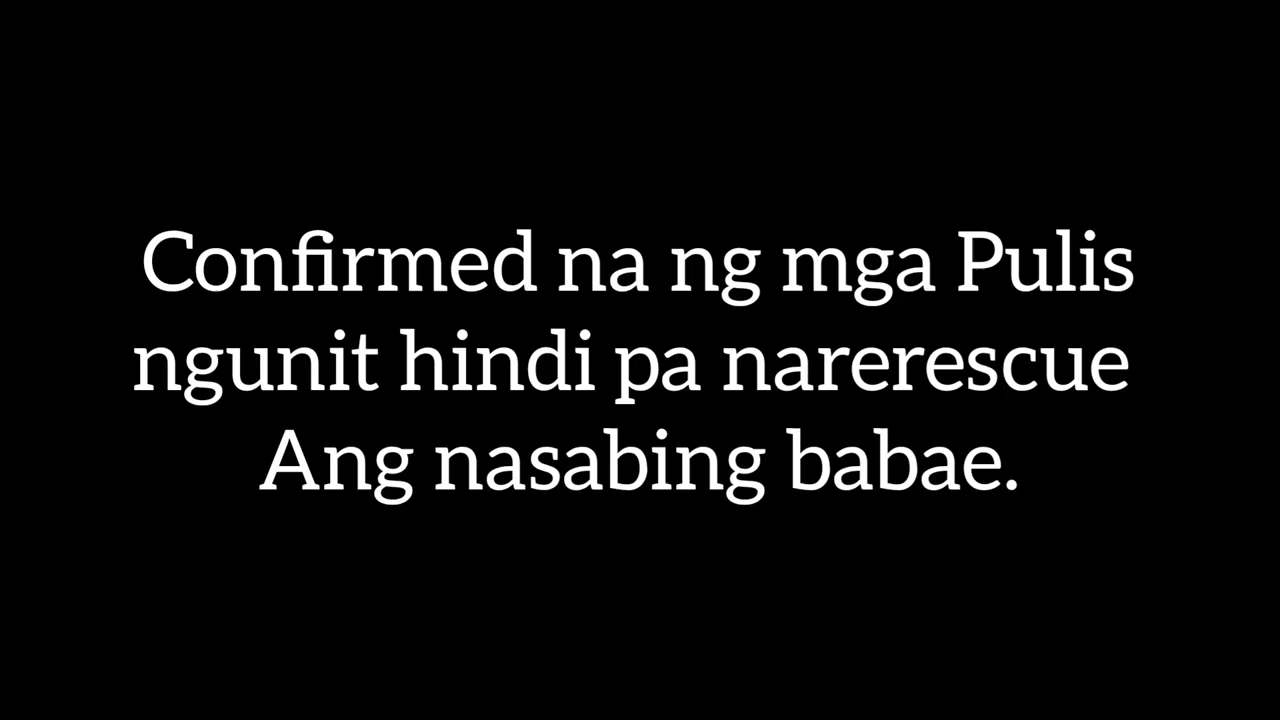 Confirmed na ng mga Pulis
ngunit hindi pa narerescue
Ang nasabing babae.